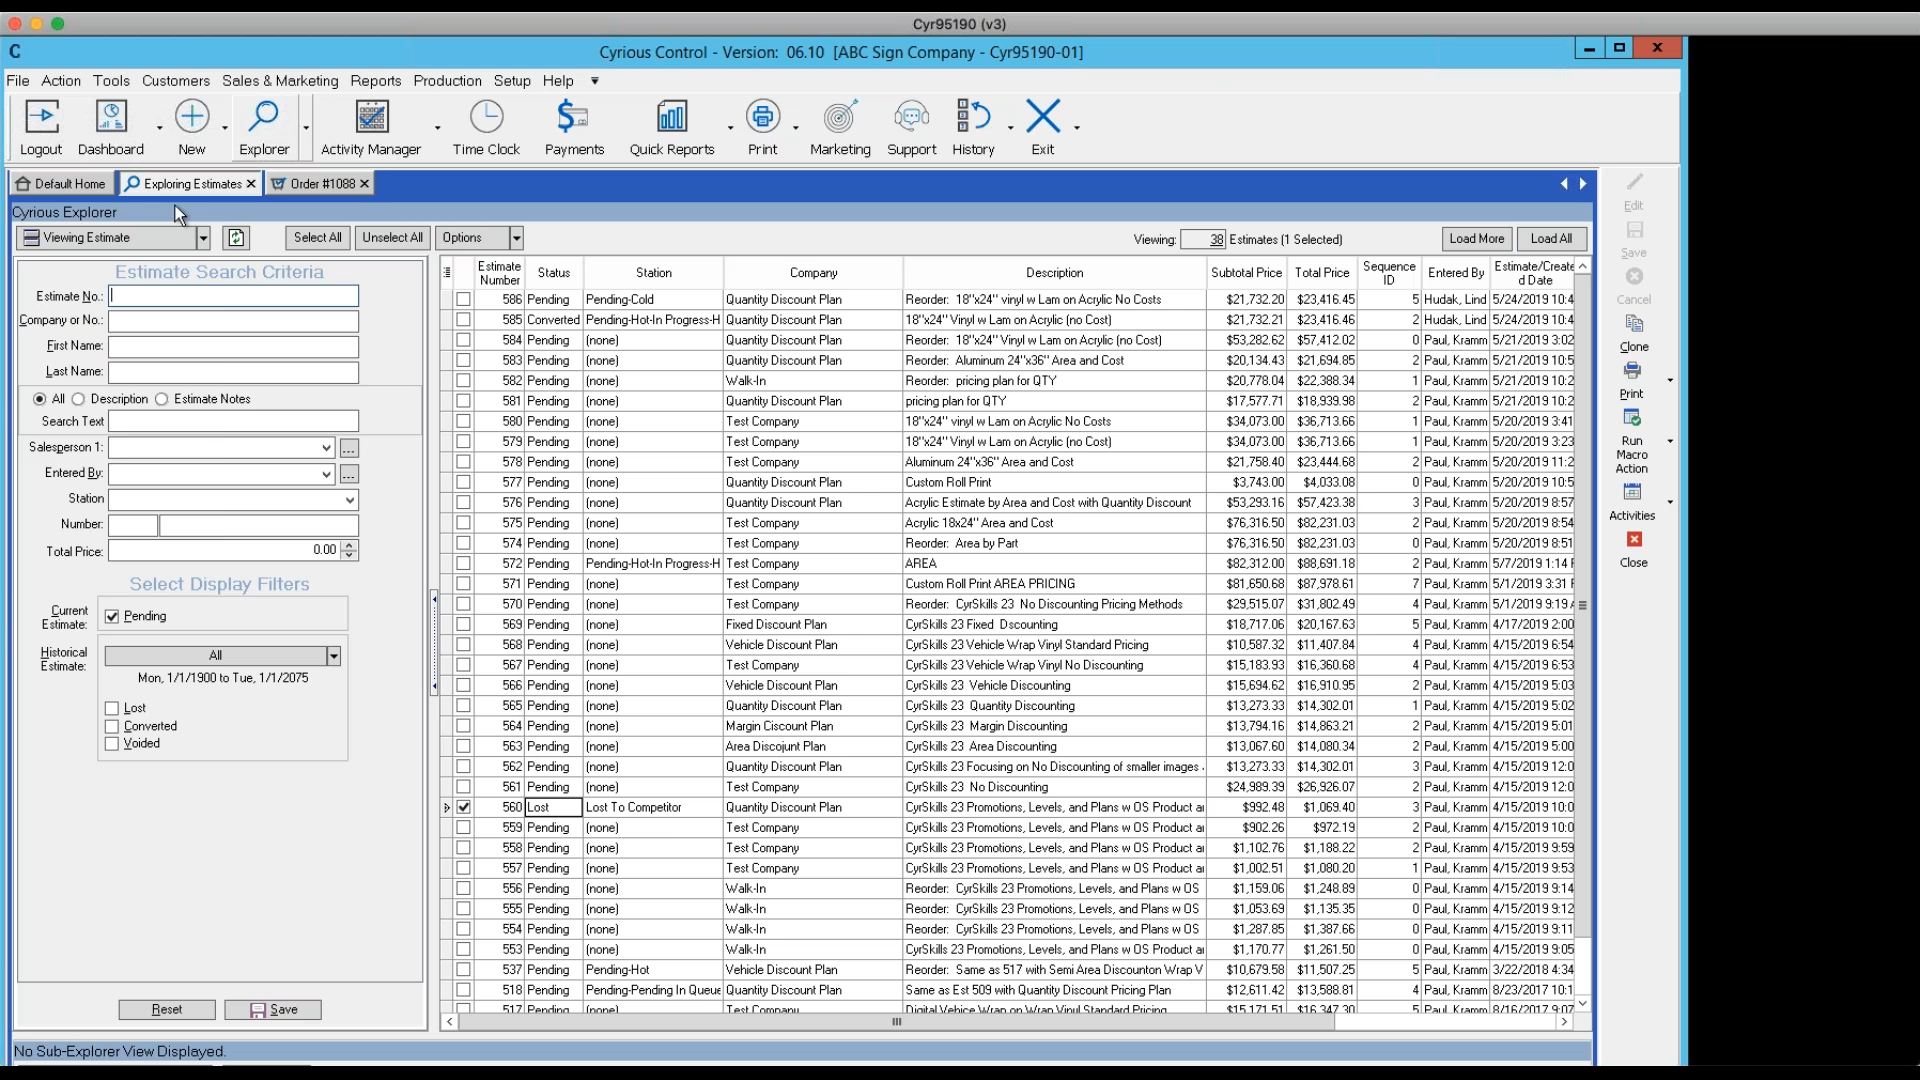 Cyr95190 (v3)
C Cyrious Control - Version: 06.10 [ABC Sign Company - Cyr95190-01]
File Action Tools Customers Sales & Marketing Reports Production Setup Help
Logout Dashboard New Explorer Activity Manager Time Clock Payments Quick Reports Print Marketing Support History Exit
Default Home Exploring Estimates Order #1088
Cyrious Explorer
Viewing Estimate Select All Unselect All Options Viewing: 38 Estimates (1 Selected) Load More Load All
Estimate Search Criteria
Estimate No.:
Company or No.:
First Name:
Last Name:
All Description Estimate Notes
Search Text
Salesperson 1: ...
Entered By: ...
Station
Number:
Total Price: 0.00
Select Display Filters
Current Estimate: Pending
Historical Estimate: All
Mon, 1/1/1900 to Tue, 1/1/2075
Lost
Converted
Voided
Reset Save
Estimate Number Status Station Company Description Subtotal Price Total Price Sequence ID Entered By Estimate/Create d Date
586 Pending Pending-Cold Quantity Discount Plan Reorder: 18"x24" vinyl w Lam on Acrylic No Costs $21,732.20 $23,416.45 5 Hudak, Lind 5/24/2019 10:4
585 Converted Pending-Hot-In Progress-H Quantity Discount Plan 18"x24" Vinyl w Lam on Acrylic (no Cost) $21,732.21 $23,416.46 2 Hudak, Lind 5/24/2019 10:4
584 Pending (none) Quantity Discount Plan Reorder: 18"x24" Vinyl w Lam on Acrylic (no Cost) $53,282.62 $57,412.02 0 Paul, Kramm 5/21/2019 3:02
583 Pending (none) Quantity Discount Plan Reorder: Aluminum 24"x36" Area and Cost $20,134.43 $21,694.85 2 Paul, Kramm 5/21/2019 10:5
582 Pending (none) Walk-In Reorder: pricing plan for QTY $20,778.04 $22,388.34 1 Paul, Kramm 5/21/2019 10:2
581 Pending (none) Quantity Discount Plan pricing plan for QTY $17,577.71 $18,939.98 2 Paul, Kramm 5/21/2019 10:2
580 Pending (none) Test Company 18"x24" vinyl w Lam on Acrylic No Costs $34,073.00 $36,713.66 1 Paul, Kramm 5/20/2019 3:41
579 Pending (none) Test Company 18"x24" Vinyl w Lam on Acrylic (no Cost) $34,073.00 $36,713.66 1 Paul, Kramm 5/20/2019 3:23
578 Pending (none) Test Company Aluminum 24"x36" Area and Cost $21,758.40 $23,444.68 2 Paul, Kramm 5/20/2019 11:2
577 Pending (none) Quantity Discount Plan Custom Roll Print $3,743.00 $4,033.08 0 Paul, Kramm 5/20/2019 10:5
576 Pending (none) Quantity Discount Plan Acrylic Estimate by Area and Cost with Quantity Discount $53,293.16 $57,423.38 3 Paul, Kramm 5/20/2019 8:57
575 Pending (none) Test Company Acrylic 18x24" Area and Cost $76,316.50 $82,231.03 2 Paul, Kramm 5/20/2019 8:54
574 Pending (none) Test Company Reorder: Area by Part $76,316.50 $82,231.03 0 Paul, Kramm 5/20/2019 8:51
572 Pending Pending-Hot-In Progress-H Test Company AREA $82,312.00 $88,691.18 2 Paul, Kramm 5/7/2019 1:14
571 Pending (none) Test Company Custom Roll Print AREA PRICING $81,650.68 $87,978.61 7 Paul, Kramm 5/1/2019 3:31
570 Pending (none) Test Company Reorder: CyrSkills 23 No Discounting Pricing Methods $29,515.07 $31,802.49 4 Paul, Kramm 5/1/2019 9:19
569 Pending (none) Fixed Discount Plan CyrSkills 23 Fixed Dscounting $18,717.06 $20,167.63 5 Paul, Kramm 4/17/2019 2:00
568 Pending (none) Vehicle Discount Plan CyrSkills 23 Vehicle Wrap Vinyl Standard Pricing $10,587.32 $11,407.84 4 Paul, Kramm 4/15/2019 6:54
567 Pending (none) Test Company CyrSkills 23 Vehicle Wrap Vinyl No Discounting $15,183.93 $16,360.68 4 Paul, Kramm 4/15/2019 6:53
566 Pending (none) Vehicle Discount Plan CyrSkills 23 Vehicle Discounting $15,694.62 $16,910.95 2 Paul, Kramm 4/15/2019 5:03
565 Pending (none) Quantity Discount Plan CyrSkills 23 Quantity Discounting $13,273.33 $14,302.01 1 Paul, Kramm 4/15/2019 5:02
564 Pending (none) Margin Ciscount Plan CyrSkills 23 Margin Discounting $13,794.16 $14,863.21 2 Paul, Kramm 4/15/2019 5:01
563 Pending (none) Area Discojunt Plan CyrSkills 23 Area Discounting $13,067.60 $14,080.34 2 Paul, Kramm 4/15/2019 5:00
562 Pending (none) Quantity Discount Plan CyrSkills 23 Focusing on No Discounting of smaller images $13,273.33 $14,302.01 3 Paul, Kramm 4/15/2019 12:0
561 Pending (none) Test Company CyrSkills 23 No Discounting $24,989.39 $26,926.07 2 Paul, Kramm 4/15/2019 12:0
560 Lost Lost To Competitor Quantity Discount Plan CyrSkills 23 Promotions, Levels, and Plans w OS Product ar $992.48 $1,069.40 3 Paul, Kramm 4/15/2019 10:0
559 Pending (none) Test Company CyrSkills 23 Promotions, Levels, and Plans w OS Product ar $902.26 $972.19 2 Paul, Kramm 4/15/2019 10:0
558 Pending (none) Test Company CyrSkills 23 Promotions, Levels, and Plans w OS Product ar $1,102.76 $1,188.22 2 Paul, Kramm 4/15/2019 9:59
557 Pending (none) Test Company CyrSkills 23 Promotions, Levels, and Plans w OS Product ar $1,002.51 $1,080.20 1 Paul, Kramm 4/15/2019 9:53
556 Pending (none) Walk-In Reorder: CyrSkills 23 Promotions, Levels, and Plans w OS $1,159.06 $1,248.89 0 Paul, Kramm 4/15/2019 9:14
555 Pending (none) Walk-In Reorder: CyrSkills 23 Promotions, Levels, and Plans w OS $1,053.69 $1,135.35 0 Paul, Kramm 4/15/2019 9:12
554 Pending (none) Walk-In Reorder: CyrSkills 23 Promotions, Levels, and Plans w OS $1,287.85 $1,387.66 0 Paul, Kramm 4/15/2019 9:11
553 Pending (none) Walk-In CyrSkills 23 Promotions, Levels, and Plans w OS Product ar $1,170.77 $1,261.50 0 Paul, Kramm 4/15/2019 9:05
537 Pending Pending-Hot Vehicle Discount Plan Reorder: Same as 517 with Semi Area Discounton Wrap V $10,679.58 $11,507.25 5 Paul, Kramm 3/22/2018 4:34
518 Pending Pending-Pending In Queue Quantity Discount Plan Same as Est 509 with Quantity Discount Pricing Plan $12,611.42 $13,588.81 4 Paul, Kramm 8/23/2017 10:1
517 Pending (none) Test Company Digital Vehice Wrap on Wrap Vinyl Standard Pricing $15,171.51 $16,347.30 5 Paul, Kramm 8/16/2017 9:07
Edit
Save
Cancel
Clone
Print
Run Macro Action
Activities
Close
No Sub-Explorer View Displayed.